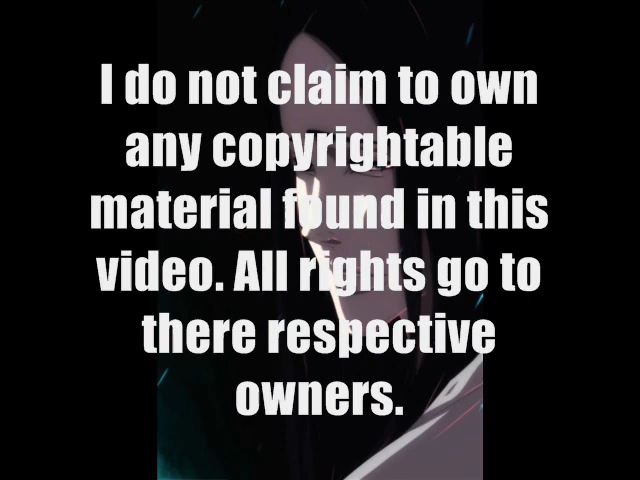 I do not claim to own
any copyrightable
material found in this
video. All rights go to
there respective
owners.